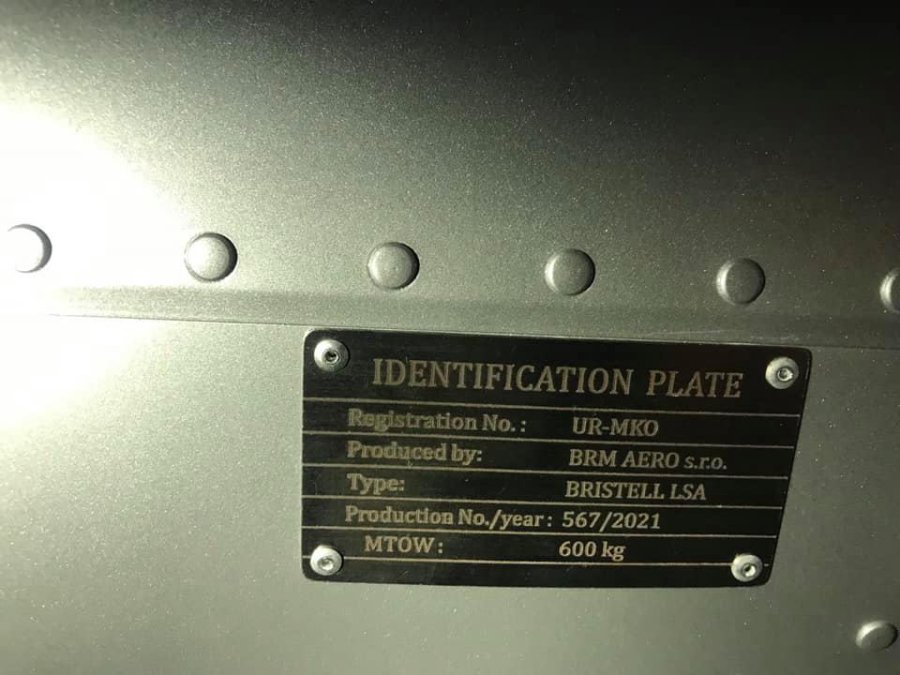 IDENTIFICATION PLATE
Registration No.: UR-MKO
Produced by: BRM AERO s.r.o.
Type: BRISTELL LSA
Production No./year: 567/2021
MTOW: 600 kg